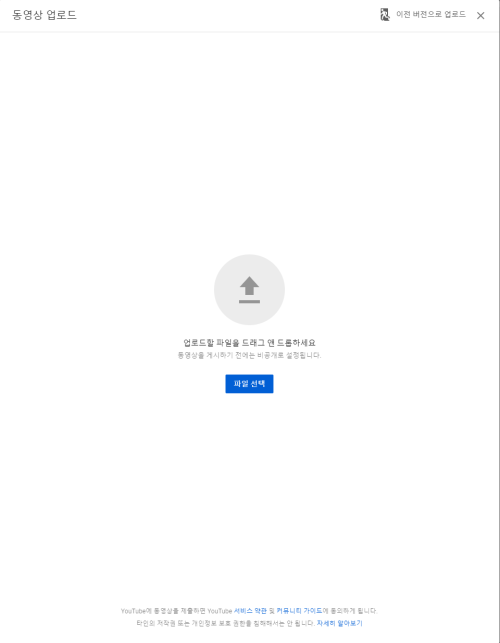 동영상 업로드
이전 버전으로 업로드
업로드할 파일을 드래그 앤 드롭하세요
동영상을 게시하기 전에는 비공개로 설정됩니다.
파일 선택
YouTube에 동영상을 제출하면 YouTube 서비스 약관 및 커뮤니티 가이드에 동의하게 됩니다.
타인의 저작권 또는 개인정보 보호 권한을 침해해서는 안 됩니다. 자세히 알아보기